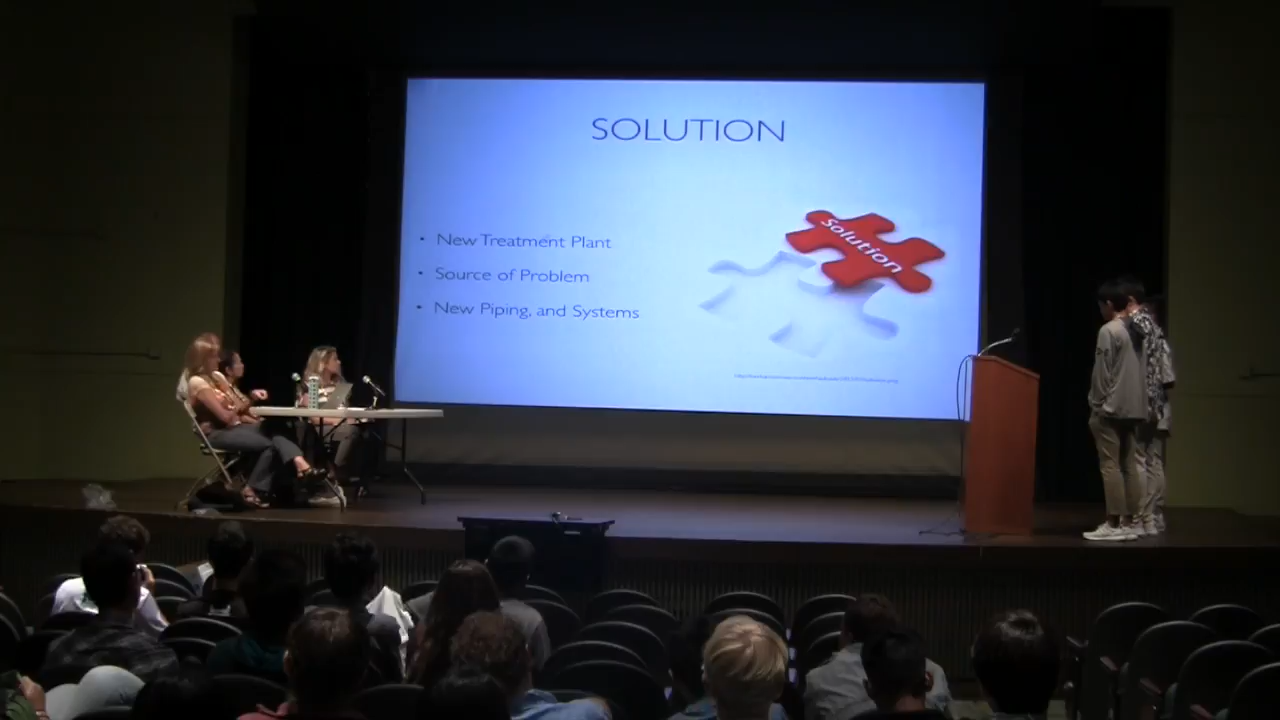 SOLUTION
• New Treatment Plant
• Source of Problem
• New Piping, and Systems
Solution